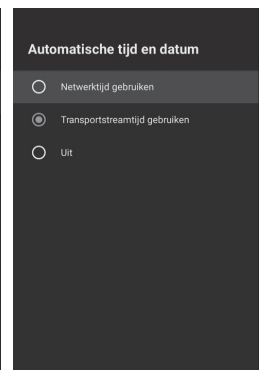 Automatische tijd en datum
Netwerktijd gebruiken
Transportstreamtijd gebruiken
Uit